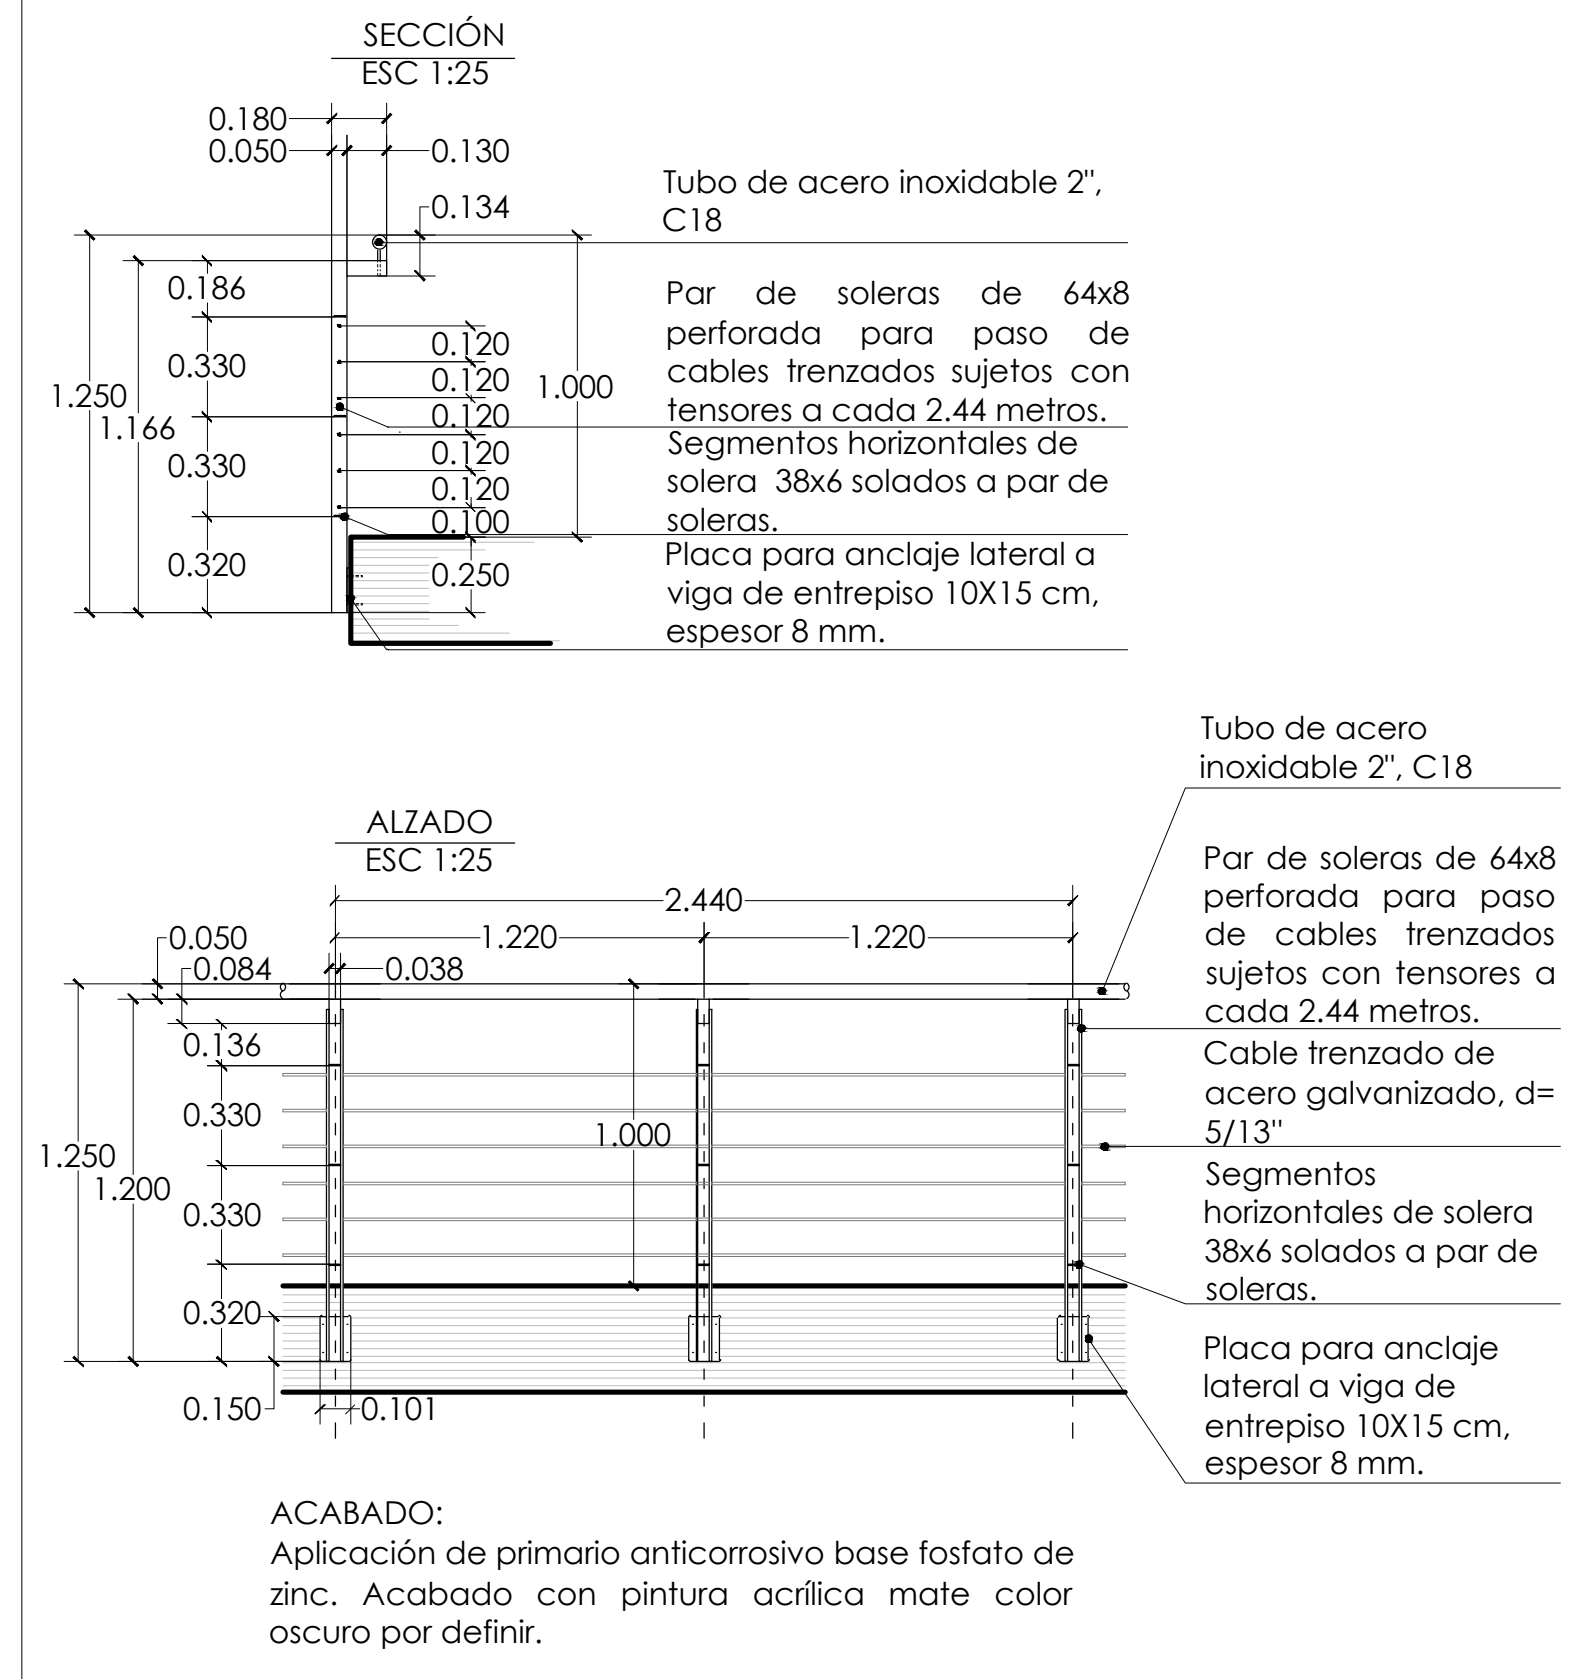 SECCIÓN
ESC 1:25
0.180
0.050
0.130
0.134
0.186
0.330
1.250
1.166
0.330
0.320
0.120
0.120
0.120
0.120
0.120
0.100
0.250
1.000
Tubo de acero inoxidable 2",
C18
Par de soleras de 64x8
perforada para paso de
cables trenzados sujetos con
tensores a cada 2.44 metros.
Segmentos horizontales de
solera 38x6 solados a par de
soleras.
Placa para anclaje lateral a
viga de entrepiso 10X15 cm,
espesor 8 mm.
ALZADO
ESC 1:25
2.440
1.220
1.220
0.050
0.084
0.038
0.136
0.330
1.000
1.250
1.200
0.330
0.320
0.150
0.101
Tubo de acero
inoxidable 2", C18
Par de soleras de 64x8
perforada para paso
de cables trenzados
sujetos con tensores a
cada 2.44 metros.
Cable trenzado de
acero galvanizado, d=
5/13"
Segmentos
horizontales de solera
38x6 solados a par de
soleras.
Placa para anclaje
lateral a viga de
entrepiso 10X15 cm,
espesor 8 mm.
ACABADO:
Aplicación de primario anticorrosivo base fosfato de
zinc. Acabado con pintura acrílica mate color
oscuro por definir.